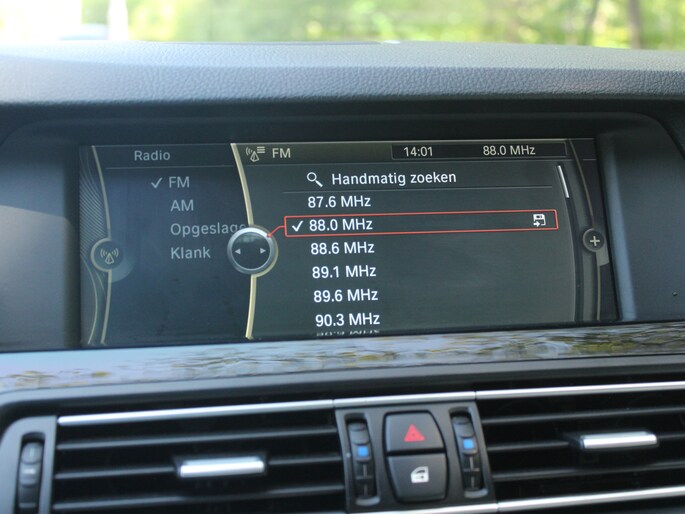 Radio
FM
AM
Opgeslag
Klank
FM 14:01 88.0 MHz
Handmatig zoeken
87.6 MHz
88.0 MHz
88.6 MHz
89.1 MHz
89.6 MHz
90.3 MHz